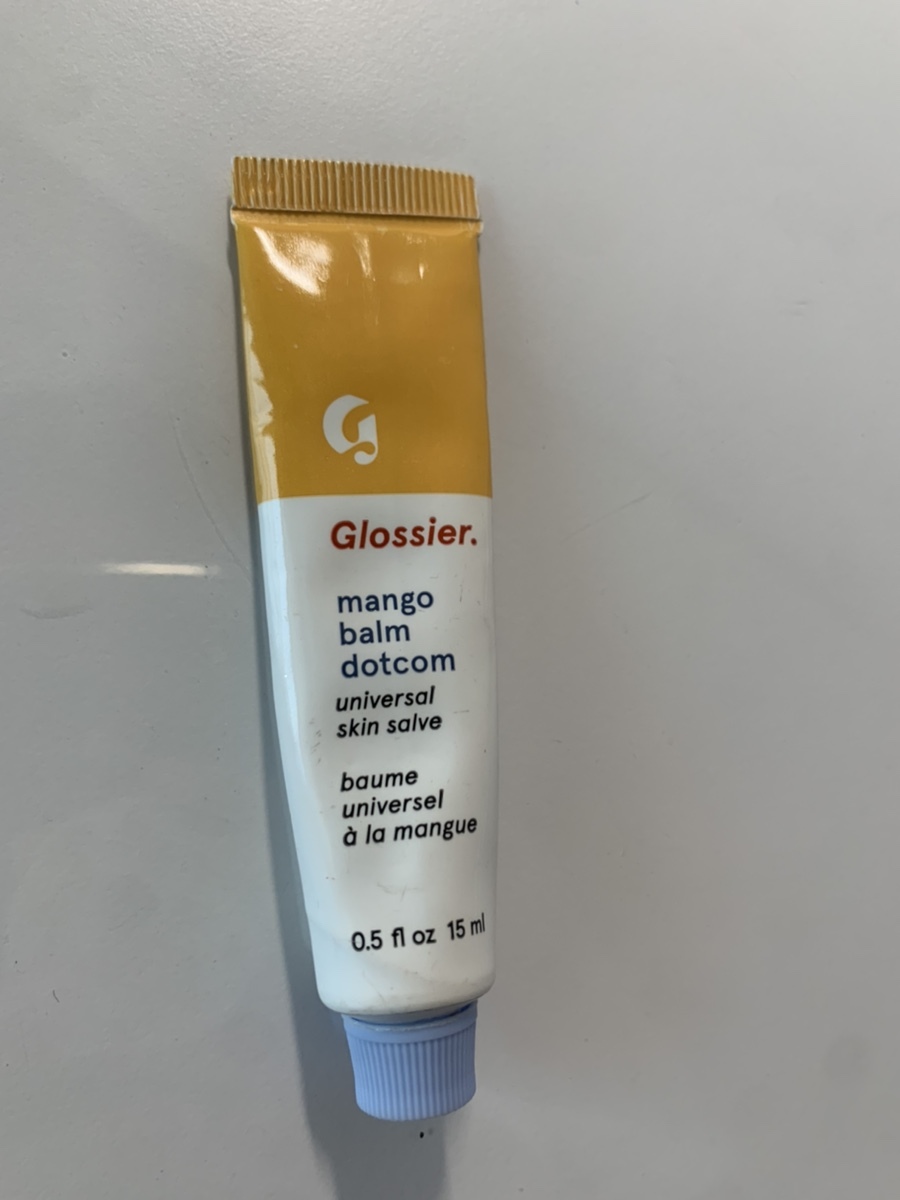 G
Glossier.
mango
balm
dotcom
universal
skin salve
baume
universel
à la mangue
0.5 fl oz 15 ml